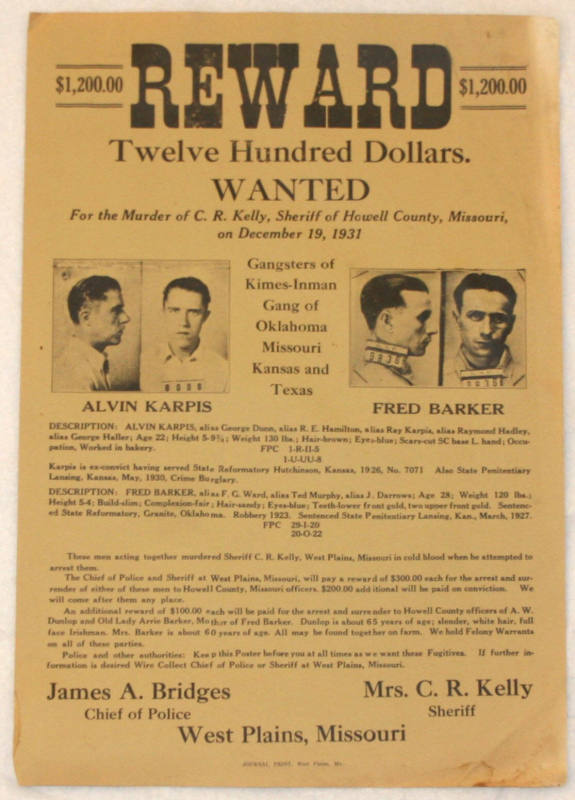 REWARD
$1,200.00 $1,200.00
Twelve Hundred Dollars.
WANTED
For the Murder of C. R. Kelly, Sheriff of Howell County, Missouri,
on December 19, 1931
Gangsters of
Kimes-Inman
Gang of
Oklahoma
Missouri
Kansas and
Texas
ALVIN KARPIS
FRED BARKER
DESCRIPTION: ALVIN KARPIS, alias George Dunn, alias R. E. Hamilton, alias Ray Karpis, alias Raymond Hadley,
alias George Haller; Age 22; Height 5-9¾; Weight 130 lbs.; Hair-brown; Eyes-blue; Scars-cut SC base L. hand; Occu-
pation, Worked in bakery. FPC 1-R-II-5
1-U-UU-8
Karpis is ex-convict having served State Reformatory Hutchinson, Kansas, 1926, No. 7071 Also State Penitentiary
Lansing, Kansas, May, 1930, Crime Burglary.
DESCRIPTION: FRED BARKER, alias F. G. Ward, alias Ted Murphy, alias J. Darrows; Age 28; Weight 120 lbs.;
Height 5-4; Build-slim; Complexion-fair; Hair-sandy; Eyes-blue; Teeth-lower front gold, two upper front gold. Sentenc-
ed State Reformatory, Granite, Oklahoma. Robbery 1923. Sentenced State Penitentiary Lansing, Kan., March, 1927.
FPC 29-I-20
20-O-22
These men acting together murdered Sheriff C. R. Kelly, West Plains, Missouri in cold blood when he attempted to
arrest them.
The Chief of Police and Sheriff at West Plains, Missouri, will pay a reward of $300.00 each for the arrest and sur-
render of either of these men to Howell County, Missouri officers. $200.00 additional will be paid on conviction. We
will come after them any place.
An additional reward of $100.00 each will be paid for the arrest and surrender to Howell County officers of A. W.
Dunlop and Old Lady Arrie Barker, Mother of Fred Barker. Dunlop is about 65 years of age; slender, white hair, full
face Irishman. Mrs. Barker is about 60 years of age. All may be found together on farm. We hold Felony Warrants
on all of these parties.
Police and other authorities: Keep this Poster before you at all times as we want these Fugitives. If further in-
formation is desired Wire Collect Chief of Police or Sheriff at West Plains, Missouri.
James A. Bridges
Chief of Police
Mrs. C. R. Kelly
Sheriff
West Plains, Missouri
JOURNAL PRINT, West Plains, Mo.